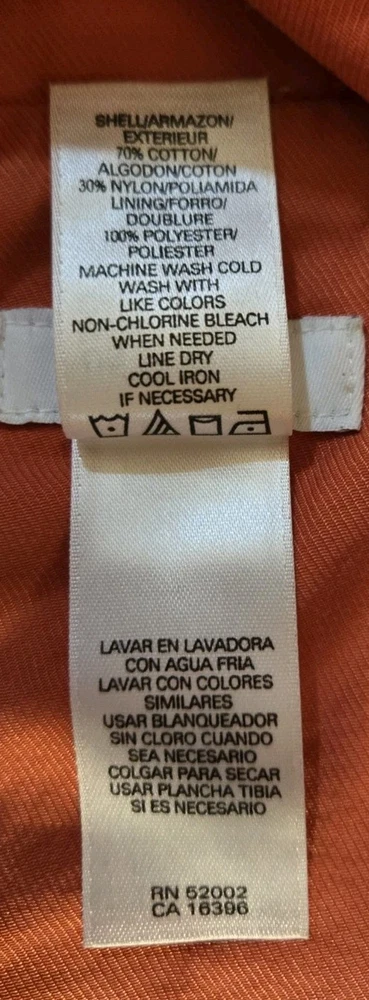 SHELL/ARMAZON/
EXTERIEUR
70% COTTON/
ALGODON/COTON
30% NYLON/POLIAMIDA
LINING/FORRO/
DOUBLURE
100% POLYESTER/
POLIESTER
MACHINE WASH COLD
WASH WITH
LIKE COLORS
NON-CHLORINE BLEACH
WHEN NEEDED
LINE DRY
COOL IRON
IF NECESSARY
LAVAR EN LAVADORA
CON AGUA FRIA
LAVAR CON COLORES
SIMILARES
USAR BLANQUEADOR
SIN CLORO CUANDO
SEA NECESARIO
COLGAR PARA SECAR
USAR PLANCHA TIBIA
SI ES NECESARIO
RN 52002
CA 16396